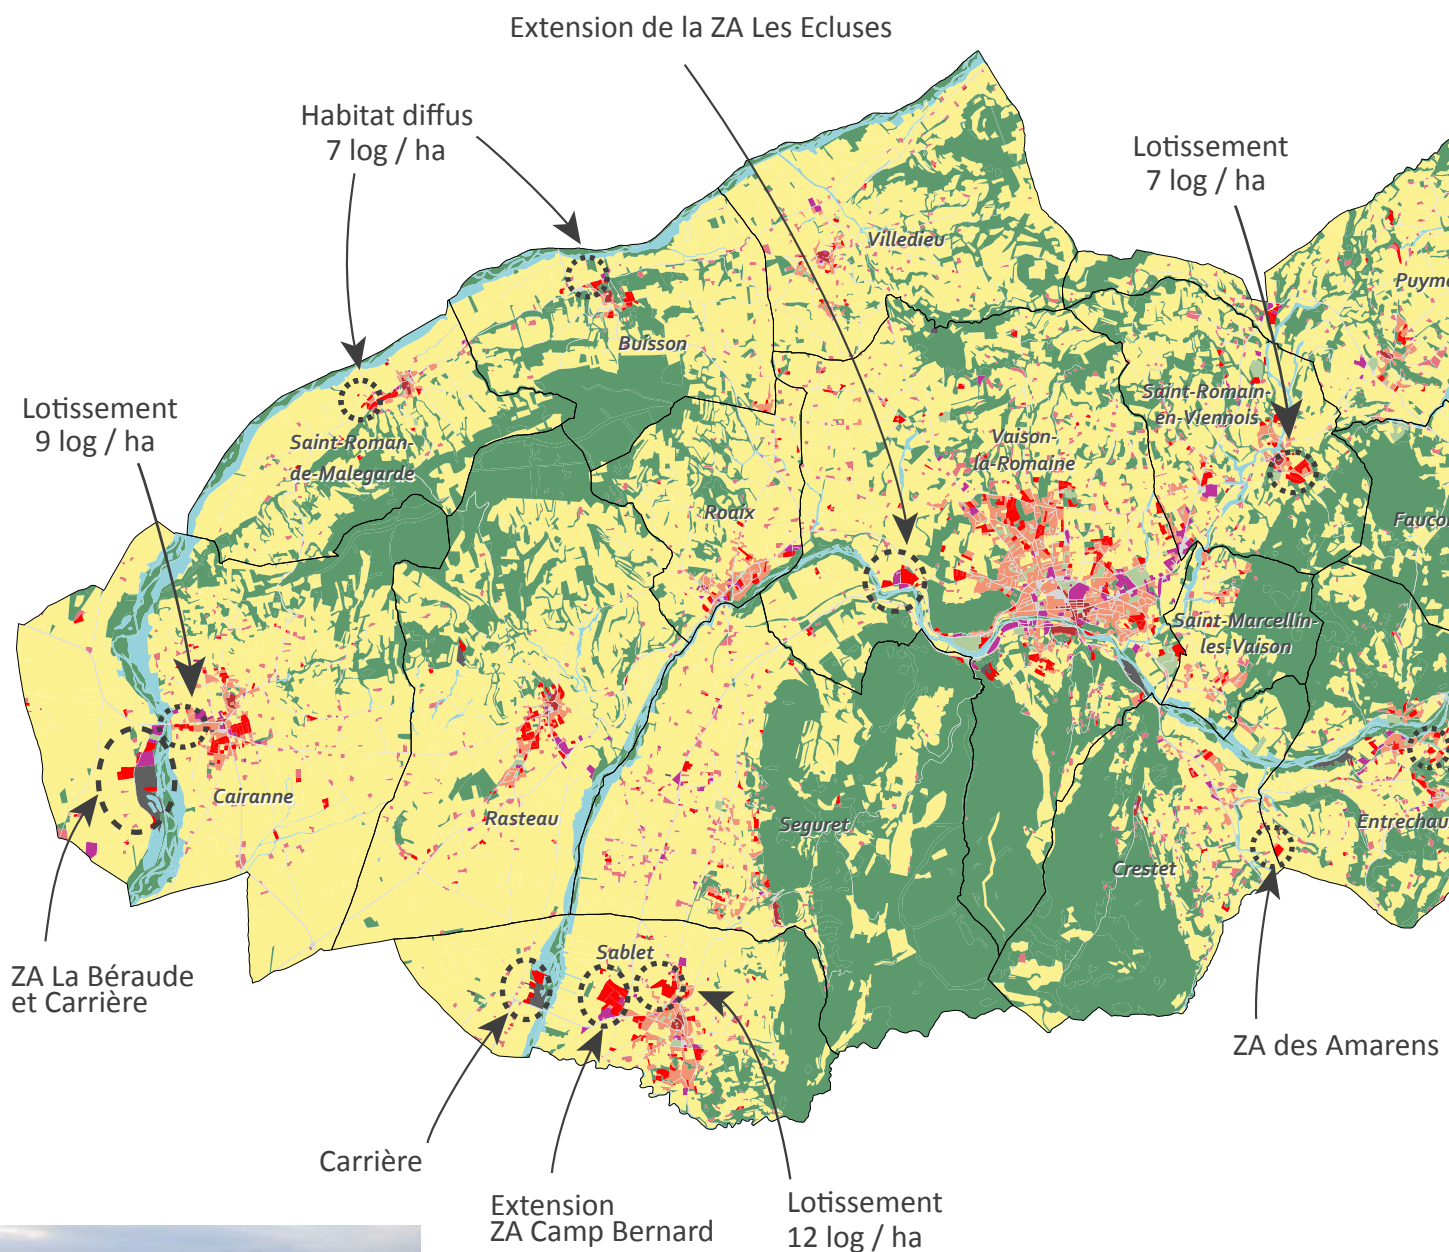 Extension de la ZA Les Ecluses
Habitat diffus
7 log / ha
Lotissement
7 log / ha
Villedieu
Puymé
Buisson
Lotissement
9 log / ha
Saint-Romain-
en-Viennois
Saint-Roman-
de-Malegarde
Vaison-
la-Romaine
Roaix
Faucon
Saint-Marcellin-
les-Vaison
Cairanne
Rasteau
Seguret
Entrechau
Crestet
ZA La Béraude
et Carrière
Sablet
ZA des Amarens
Carrière
Extension
ZA Camp Bernard
Lotissement
12 log / ha